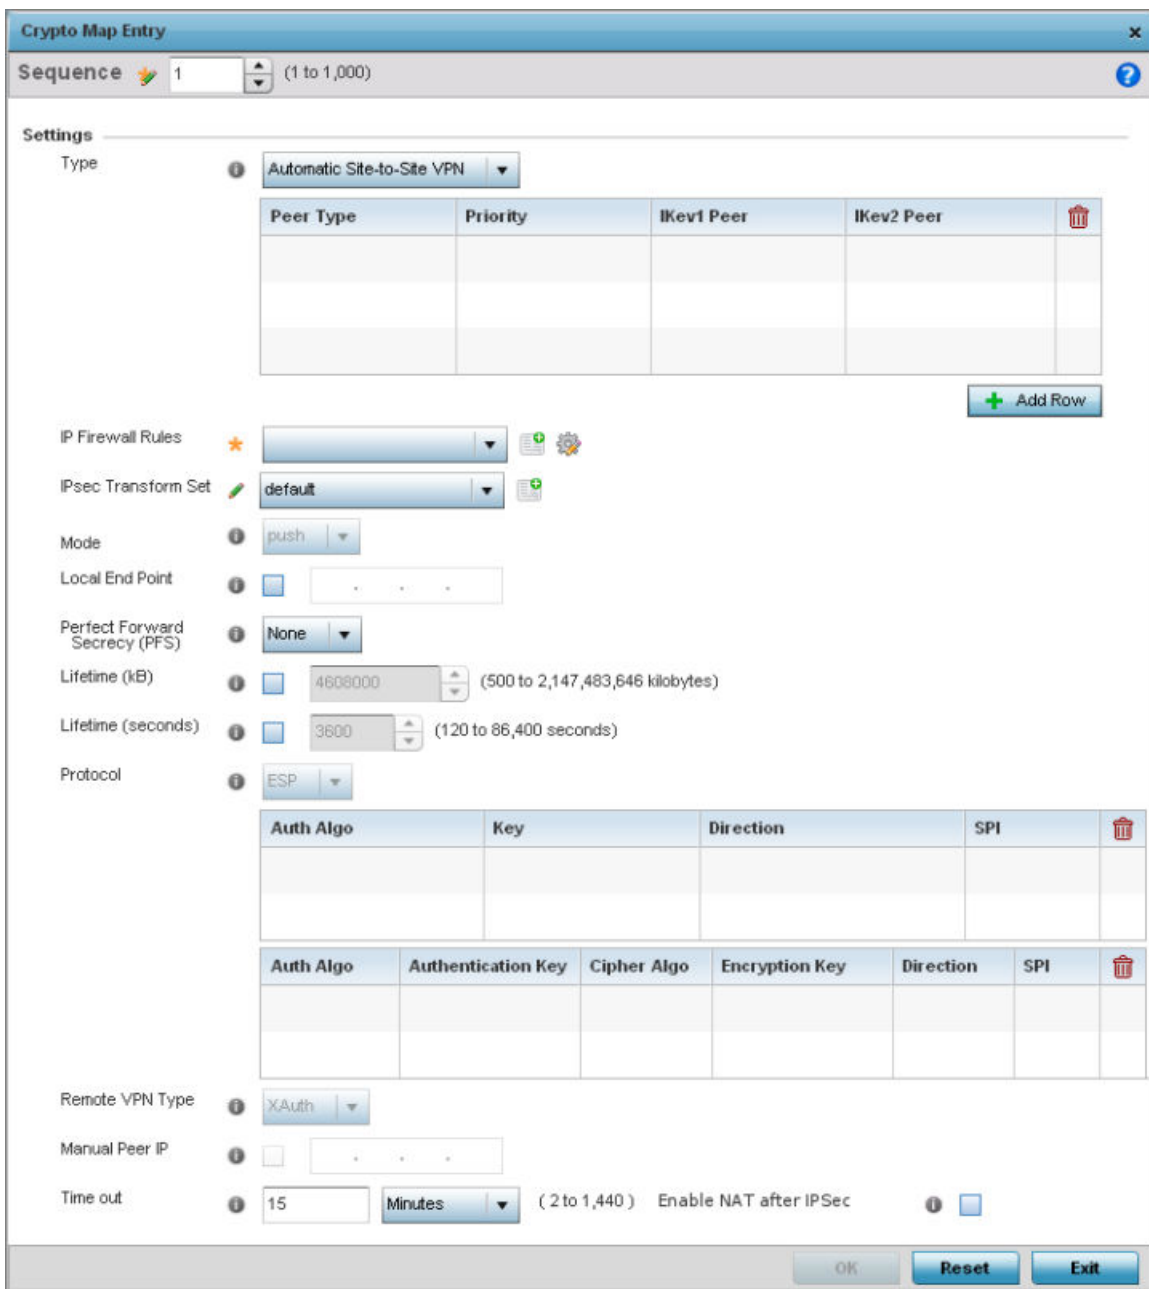 Crypto Map Entry
Sequence 1 (1 to 1,000)
Settings
Type Automatic Site-to-Site VPN
Peer Type Priority IKev1 Peer IKev2 Peer
Add Row
IP Firewall Rules
IPsec Transform Set default
Mode push
Local End Point . . .
Perfect Forward
Secrecy (PFS) None
Lifetime (kB) 4608000 (500 to 2,147,483,646 kilobytes)
Lifetime (seconds) 3600 (120 to 86,400 seconds)
Protocol ESP
Auth Algo Key Direction SPI
Auth Algo Authentication Key Cipher Algo Encryption Key Direction SPI
Remote VPN Type XAuth
Manual Peer IP . . .
Time out 15 Minutes ( 2 to 1,440 ) Enable NAT after IPSec
OK Reset Exit